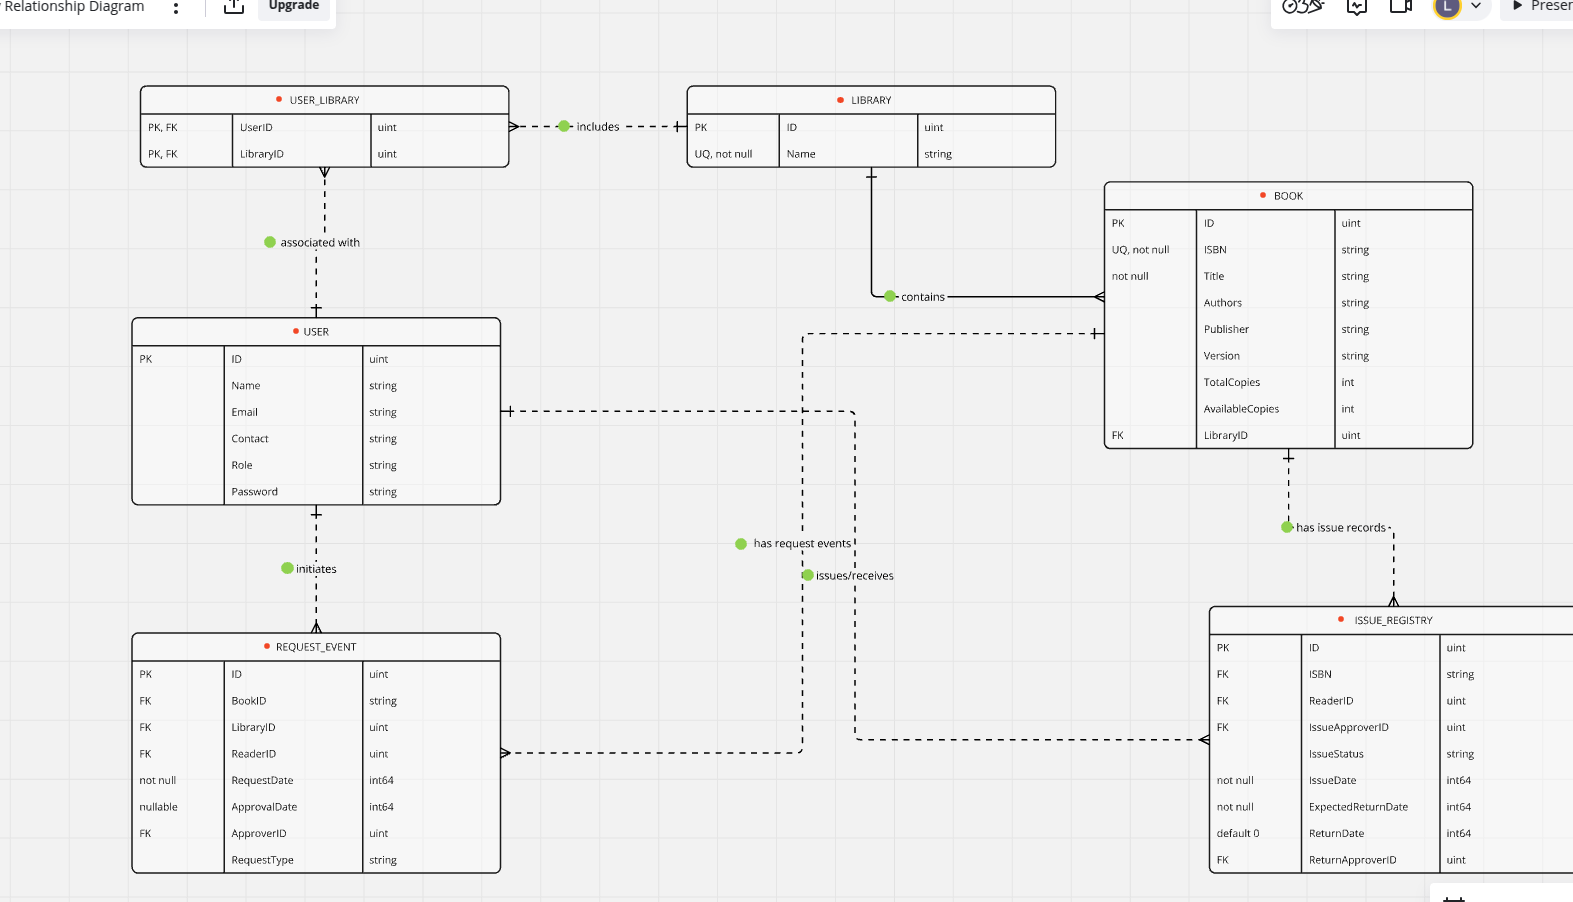 Relationship Diagram
Upgrade
L
Presen
USER_LIBRARY
PK, FK UserID uint
PK, FK LibraryID uint
includes
LIBRARY
PK ID uint
UQ, not null Name string
associated with
contains
BOOK
PK ID uint
UQ, not null ISBN string
not null Title string
Authors string
Publisher string
Version string
TotalCopies int
AvailableCopies int
FK LibraryID uint
USER
PK ID uint
Name string
Email string
Contact string
Role string
Password string
has issue records
has request events
initiates
issues/receives
REQUEST_EVENT
PK ID uint
FK BookID string
FK LibraryID uint
FK ReaderID uint
not null RequestDate int64
nullable ApprovalDate int64
FK ApproverID uint
RequestType string
ISSUE_REGISTRY
PK ID uint
FK ISBN string
FK ReaderID uint
FK IssueApproverID uint
IssueStatus string
not null IssueDate int64
not null ExpectedReturnDate int64
default 0 ReturnDate int64
FK ReturnApproverID uint